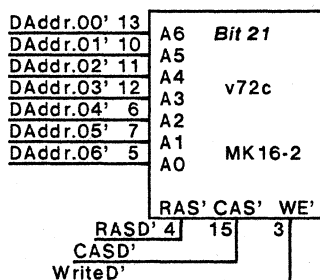 DAddr.00' 13 A6 Bit 21
DAddr.01' 10 A5
DAddr.02' 11 A4 v72c
DAddr.03' 12 A3
DAddr.04' 6 A2
DAddr.05' 7 A1 MK16-2
DAddr.06' 5 A0
RAS' CAS' WE'
RASD' 4 15 3
CASD'
WriteD'